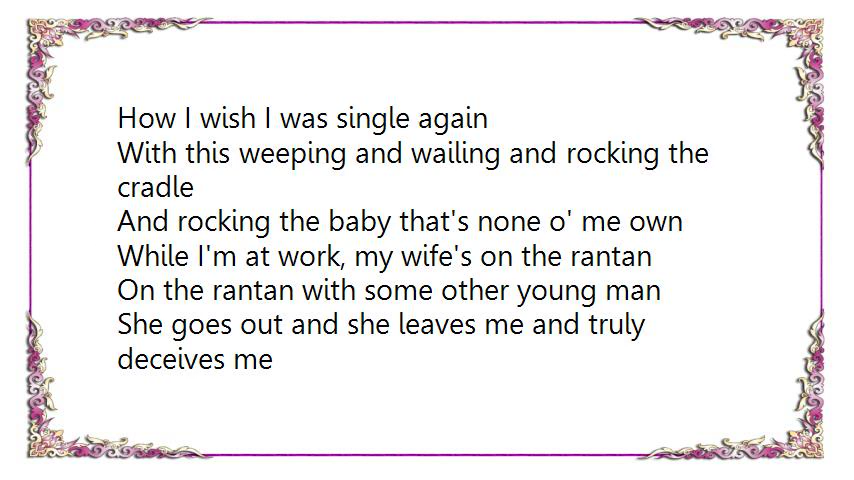 How I wish I was single again
With this weeping and wailing and rocking the
cradle
And rocking the baby that's none o' me own
While I'm at work, my wife's on the rantan
On the rantan with some other young man
She goes out and she leaves me and truly
deceives me